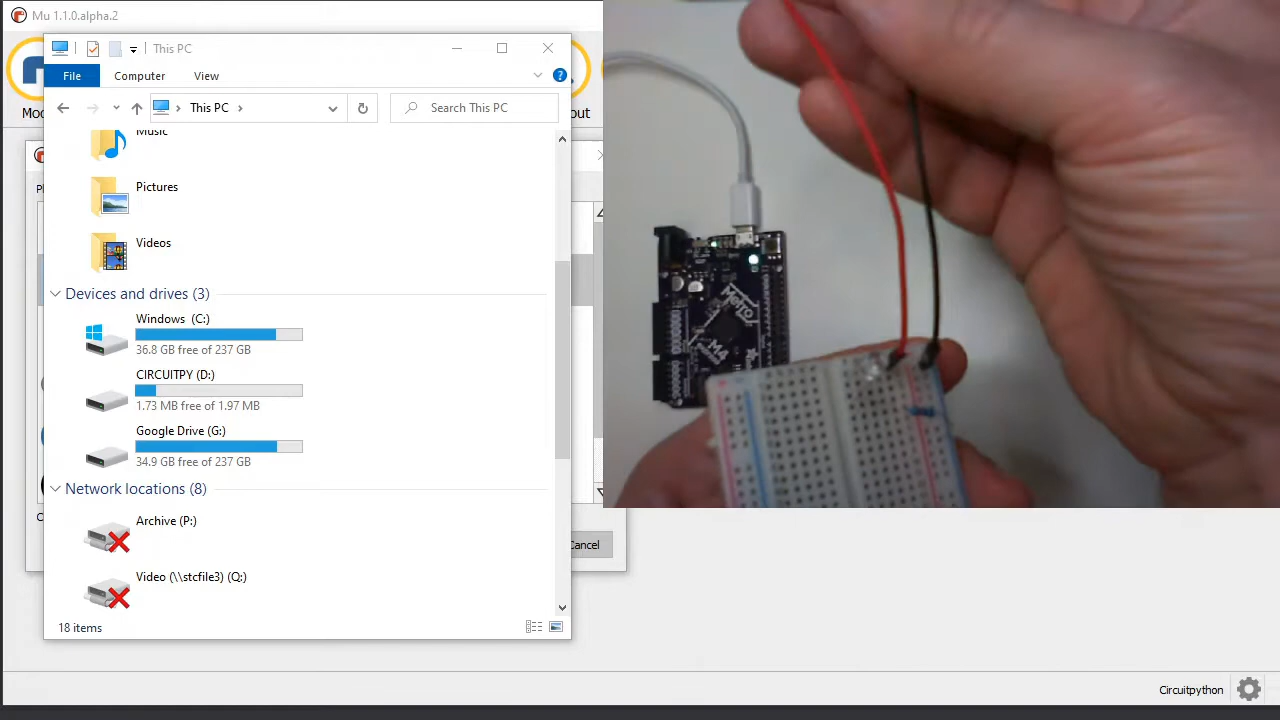 Mu 1.1.0.alpha.2
This PC
File
Computer
View
This PC
Search This PC
Music
Pictures
Videos
Devices and drives (3)
Windows (C:)
36.8 GB free of 237 GB
CIRCUITPY (D:)
1.73 MB free of 1.97 MB
Google Drive (G:)
34.9 GB free of 237 GB
Network locations (8)
Archive (P:)
Video (\\stcfile3) (Q:)
18 items
Cancel
Metro
M4
Circuitpython